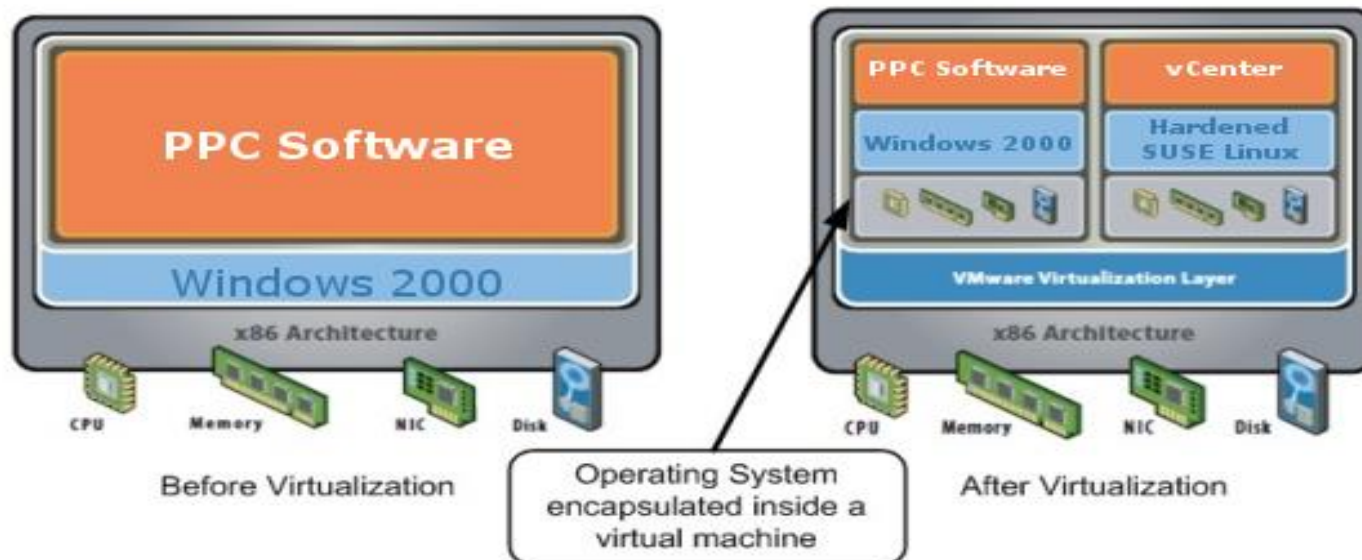 PPC Software
Windows 2000
x86 Architecture
CPU
Memory
NIC
Disk
Before Virtualization
PPC Software
vCenter
Windows 2000
Hardened
SUSE Linux
VMware Virtualization Layer
x86 Architecture
CPU
Memory
NIC
Disk
After Virtualization
Operating System
encapsulated inside a
virtual machine